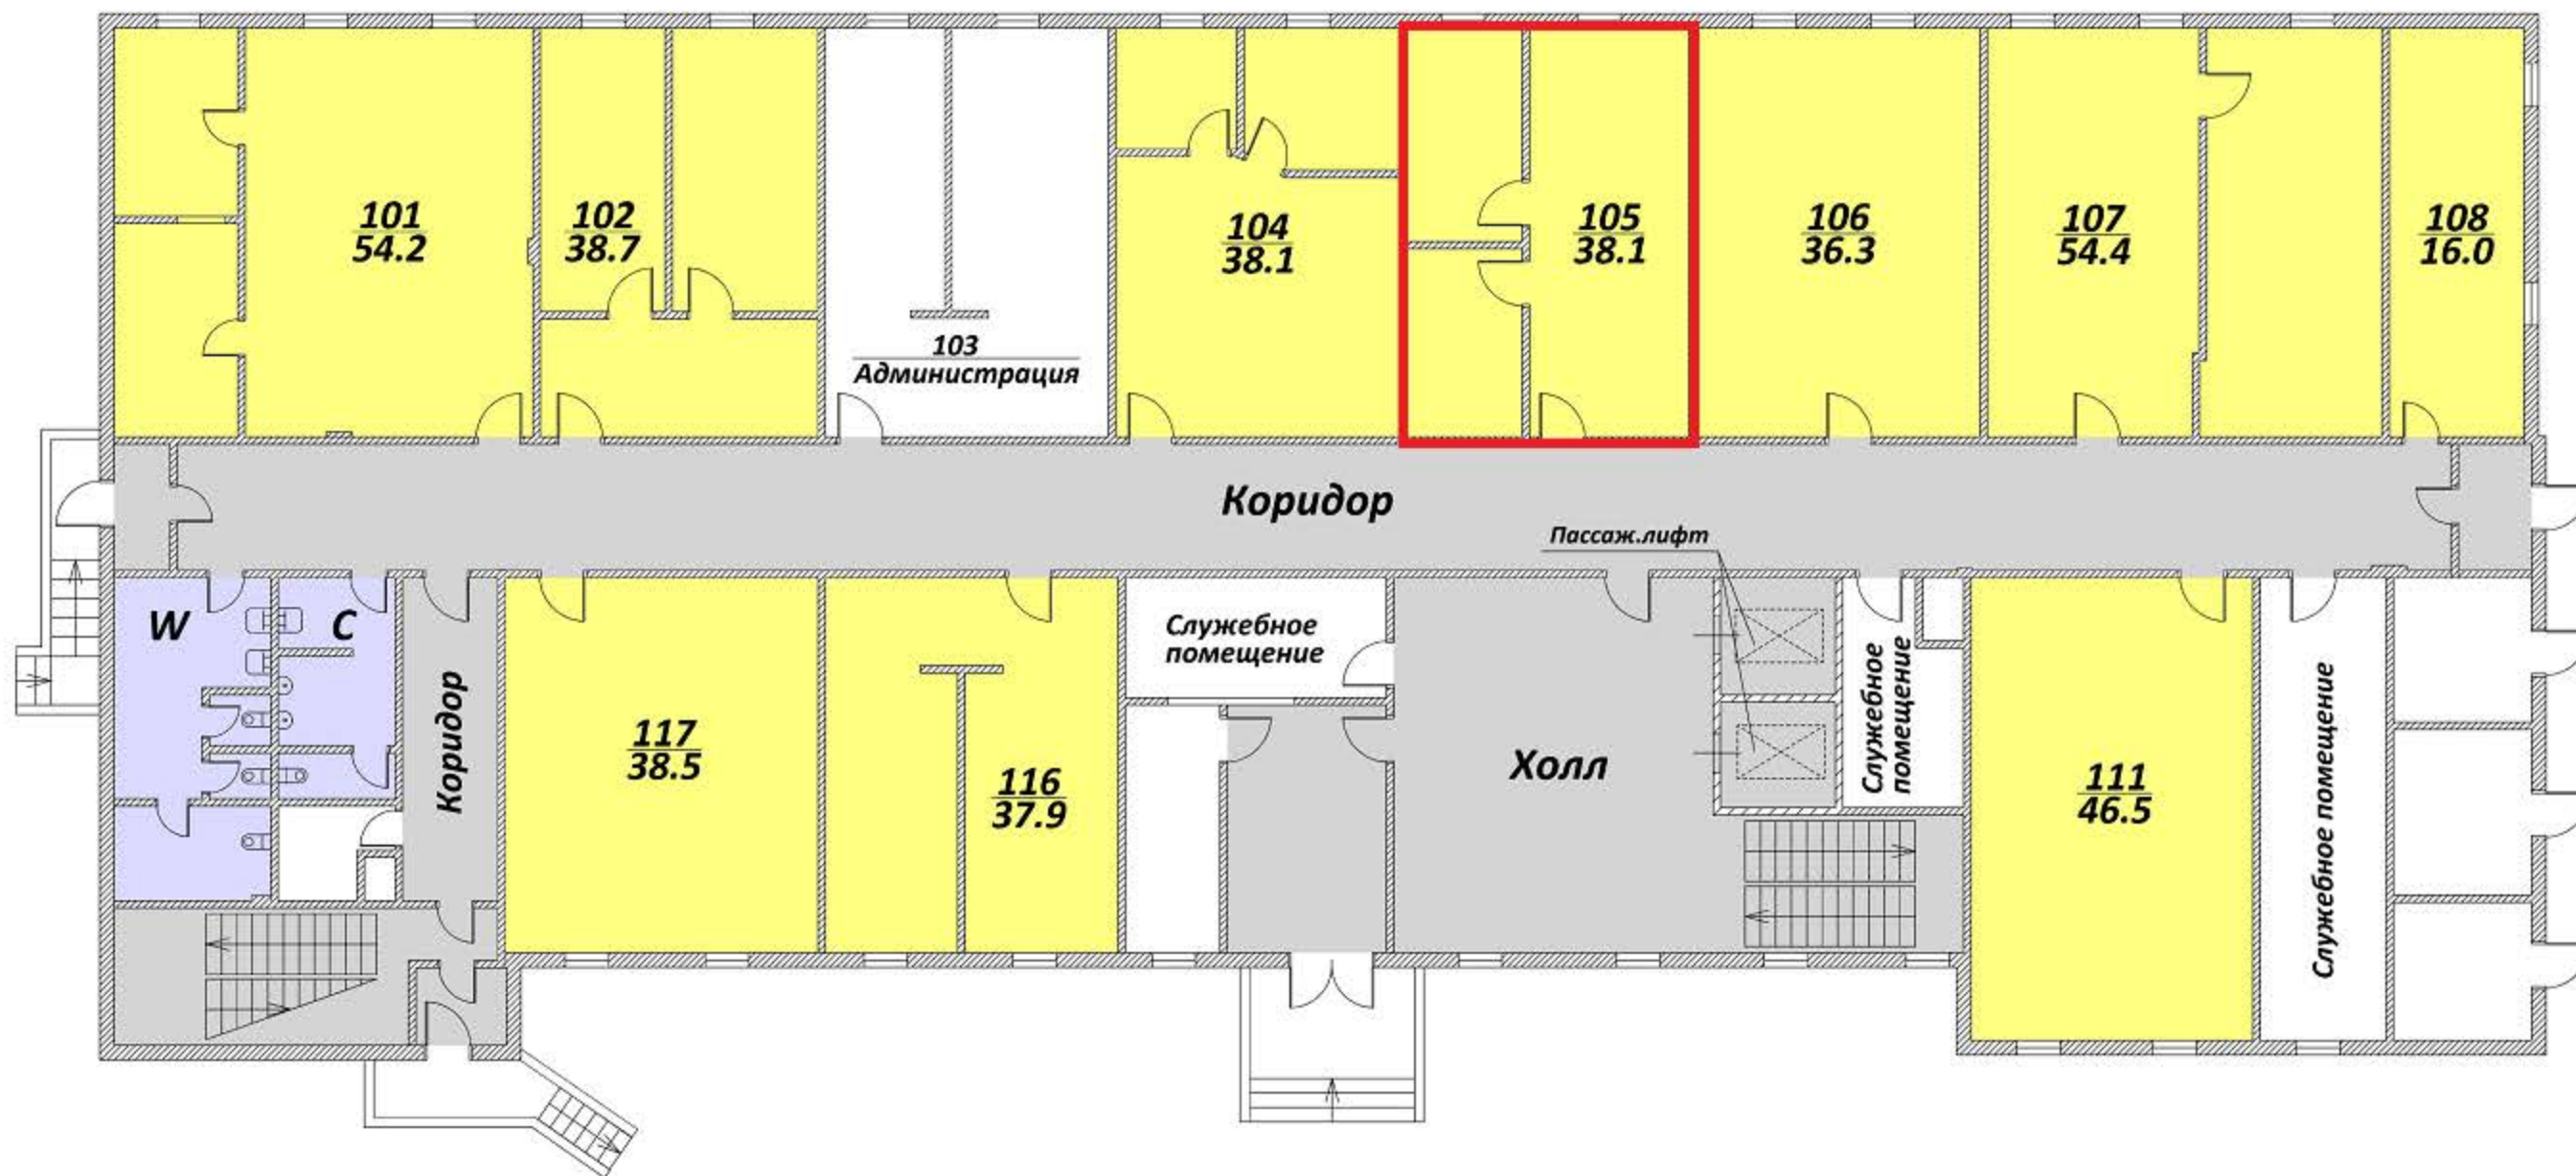 101
54.2
102
38.7
103
Администрация
104
38.1
105
38.1
106
36.3
107
54.4
108
16.0
Коридор
Пассаж.лифт
W
C
Коридор
117
38.5
116
37.9
Служебное
помещение
Холл
Служебное
помещение
111
46.5
Служебное помещение